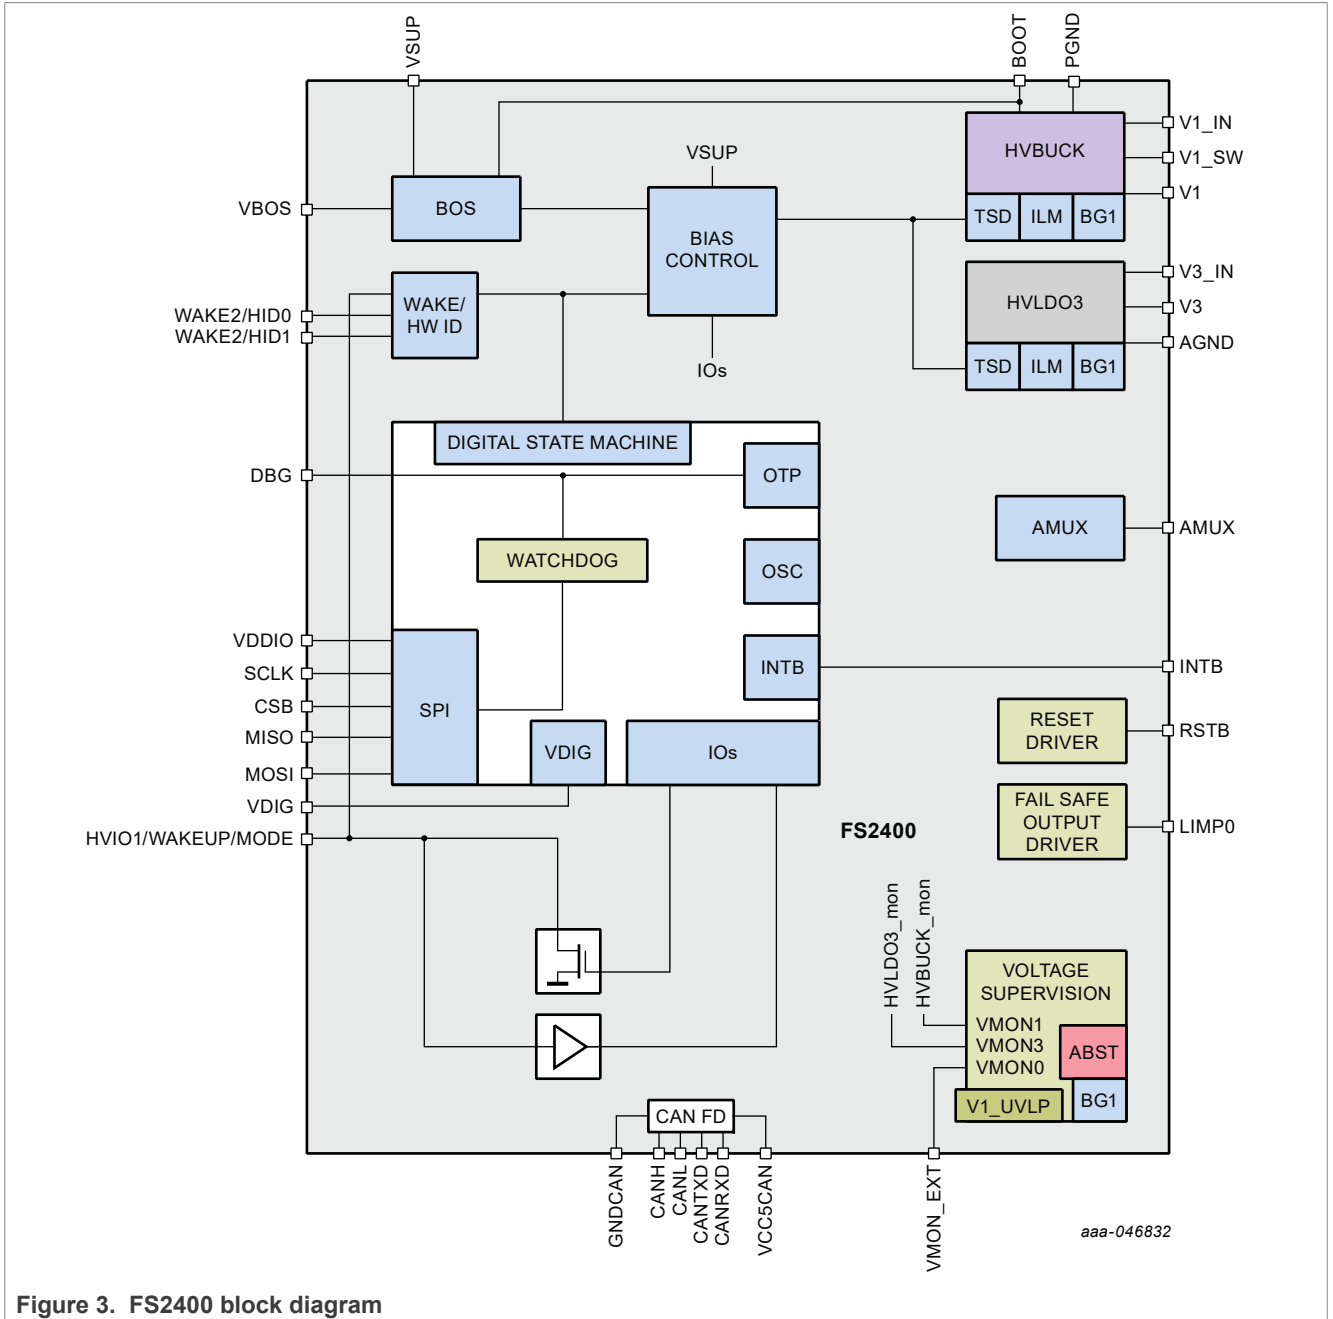 VSUP
BOOT
PGND
V1_IN
HVBUCK
V1_SW
VSUP
V1
VBOS
BOS
TSD
ILM
BG1
BIAS
CONTROL
V3_IN
WAKE/
HW ID
HVLDO3
V3
WAKE2/HID0
WAKE2/HID1
AGND
IOs
TSD
ILM
BG1
DIGITAL STATE MACHINE
DBG
OTP
AMUX
AMUX
WATCHDOG
OSC
VDDIO
SCLK
INTB
INTB
CSB
SPI
MISO
RESET
DRIVER
RSTB
VDIG
IOs
MOSI
VDIG
FAIL SAFE
OUTPUT
DRIVER
LIMP0
HVIO1/WAKEUP/MODE
FS2400
HVLDO3_mon
HVBUCK_mon
VOLTAGE
SUPERVISION
VMON1
VMON3
VMON0
ABST
V1_UVLP
BG1
CAN FD
GNDCAN
CANH
CANL
CANTXD
CANRXD
VCC5CAN
VMON_EXT
aaa-046832
Figure 3. FS2400 block diagram